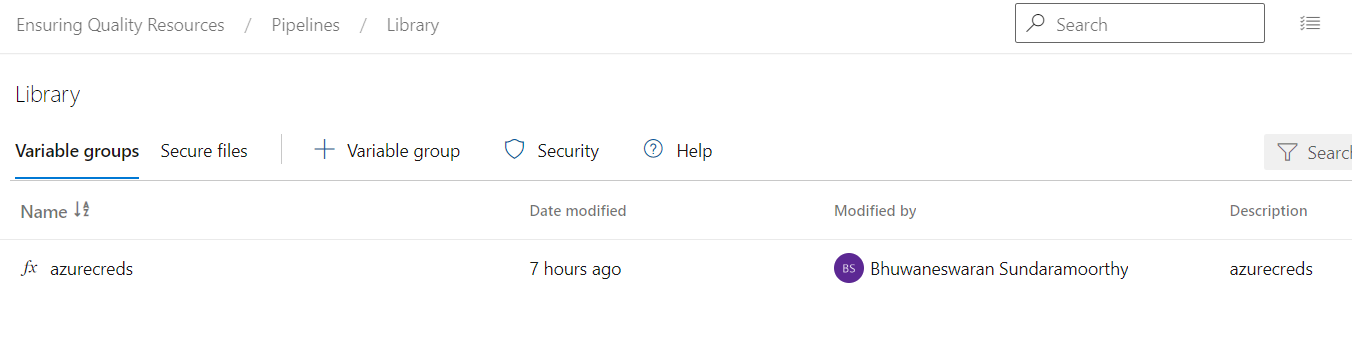 Ensuring Quality Resources / Pipelines / Library Search
Library
Variable groups Secure files + Variable group Security ? Help Search
Name Date modified Modified by Description
fx azurecreds 7 hours ago BS Bhuwaneswaran Sundaramoorthy azurecreds